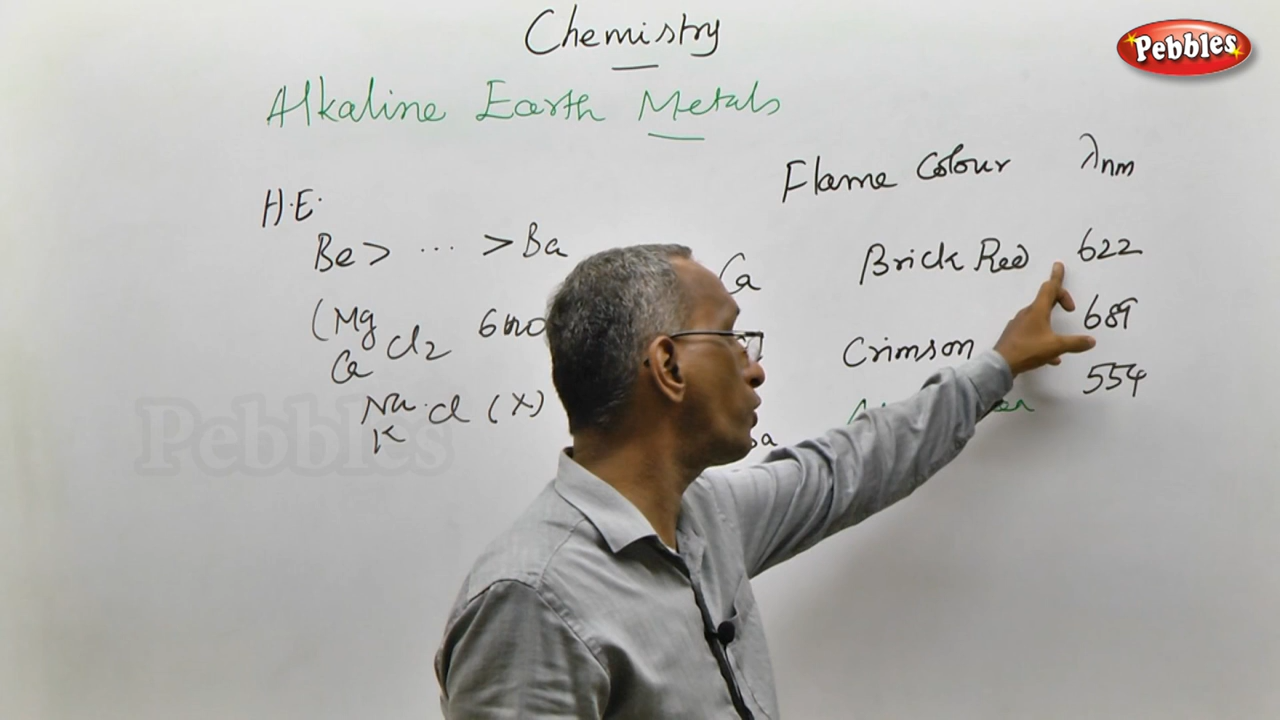 Chemistry
Pebbles
Alkaline Earth Metals
Flame Colour λnm
H.E.
Be > ... > Ba
Ca Brick Red 622
(Mg
Ca Cl2
Crimson 689
Na Cl (X)
K
554
Pebbles